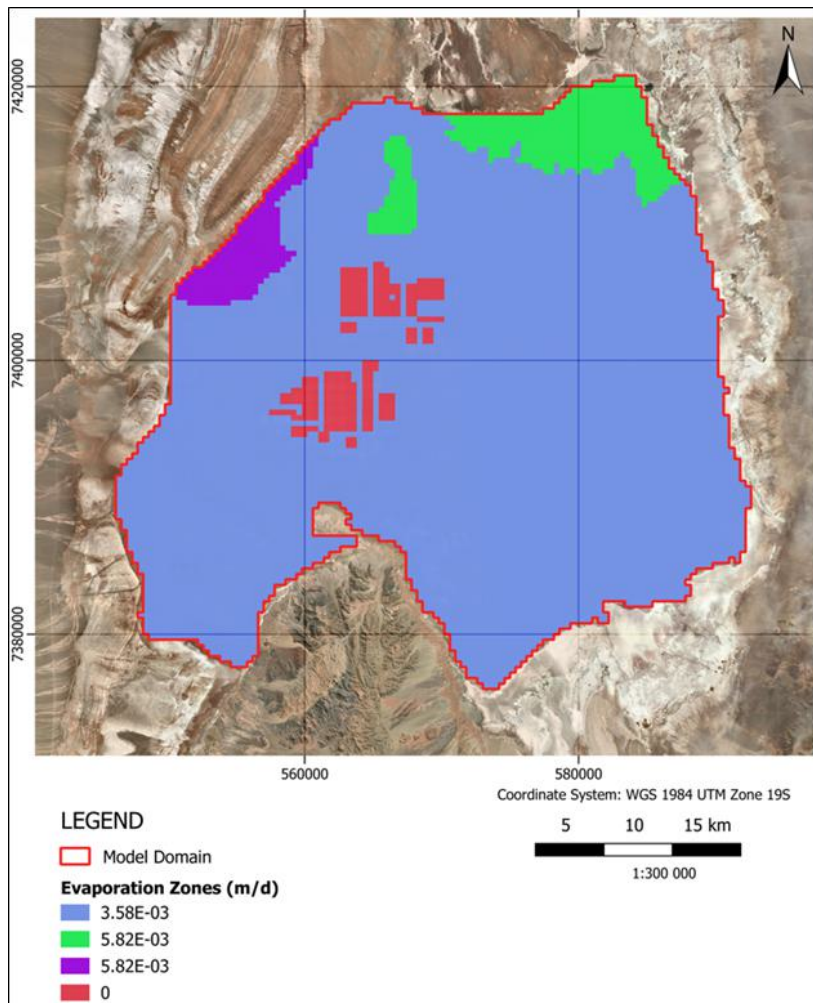 N
7420000
7400000
7380000
560000
580000
Coordinate System: WGS 1984 UTM Zone 19S
LEGEND
Model Domain
Evaporation Zones (m/d)
3.58E-03
5.82E-03
5.82E-03
0
5 10 15 km
1:300 000